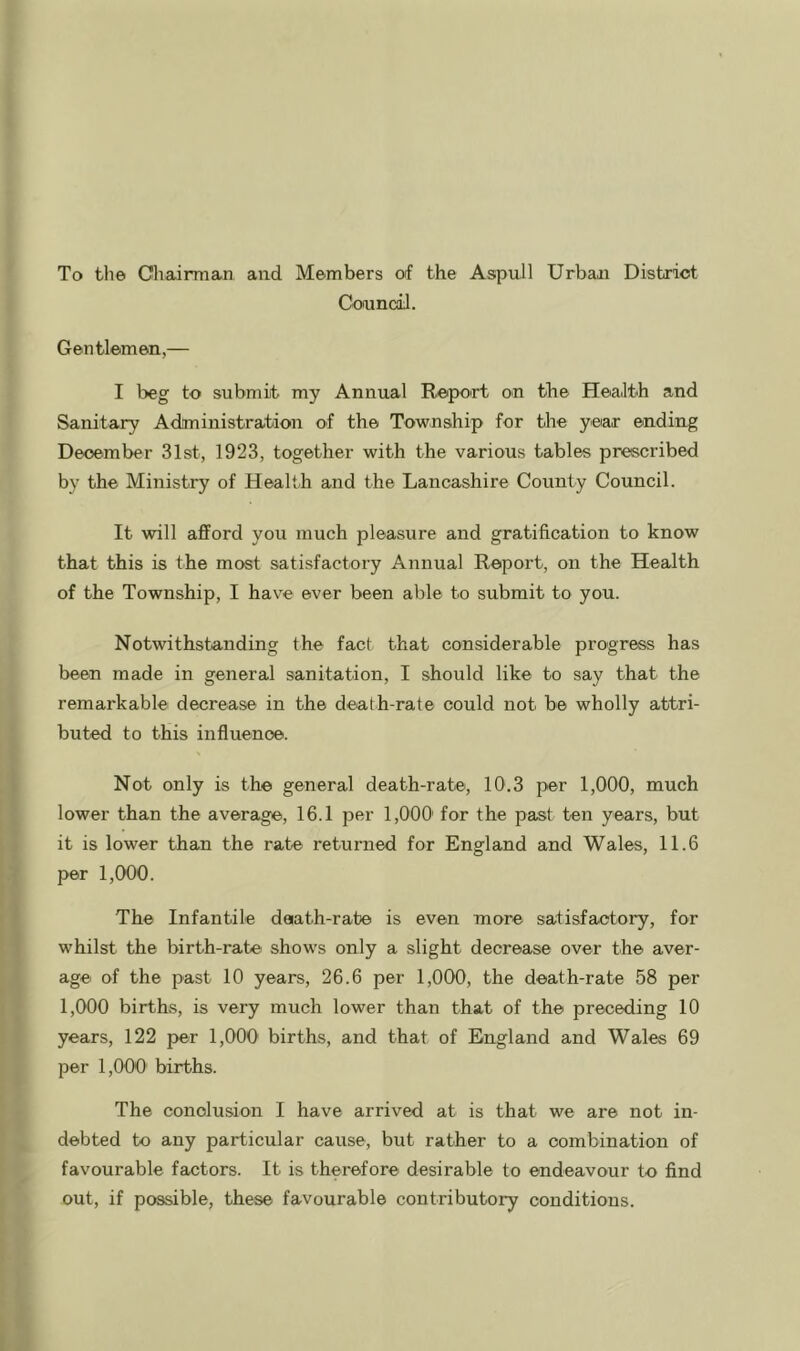 To the Chairman and Members of the Aspull Urban District
Council.
Gentlemen,—
I beg to submit my Annual Report on the Health and
Sanitary Administration of the Township for the year ending
December 31st, 1923, together with the various tables prescribed
by the Ministry of Health and the Lancashire County Council.
It will afford you much pleasure and gratification to know
that this is the most satisfactory Annual Report, on the Health
of the Township, I have ever been able to submit to you.
Notwithstanding the fact that considerable progress has
been made in general sanitation, I should like to say that the
remarkable decrease in the death-rate could not be wholly attri-
buted to this influence.
Not only is the general death-rate, 10.3 per 1,000, much
lower than the average, 16.1 per 1,000 for the past ten years, but
it is lower than the rate returned for England and Wales, 11.6
per 1,000.
The Infantile death-rate is even more satisfactory, for
whilst the birth-rate shows only a slight decrease over the aver-
age of the past 10 years, 26.6 per 1,000, the death-rate 58 per
1,000 births, is very much lower than that of the preceding 10
years, 122 per 1,000 births, and that of England and Wales 69
per 1,000 births.
The conclusion I have arrived at is that we are not in-
debted to any particular cause, but rather to a combination of
favourable factors. It is therefore desirable to endeavour to find
out, if possible, these favourable contributory conditions.